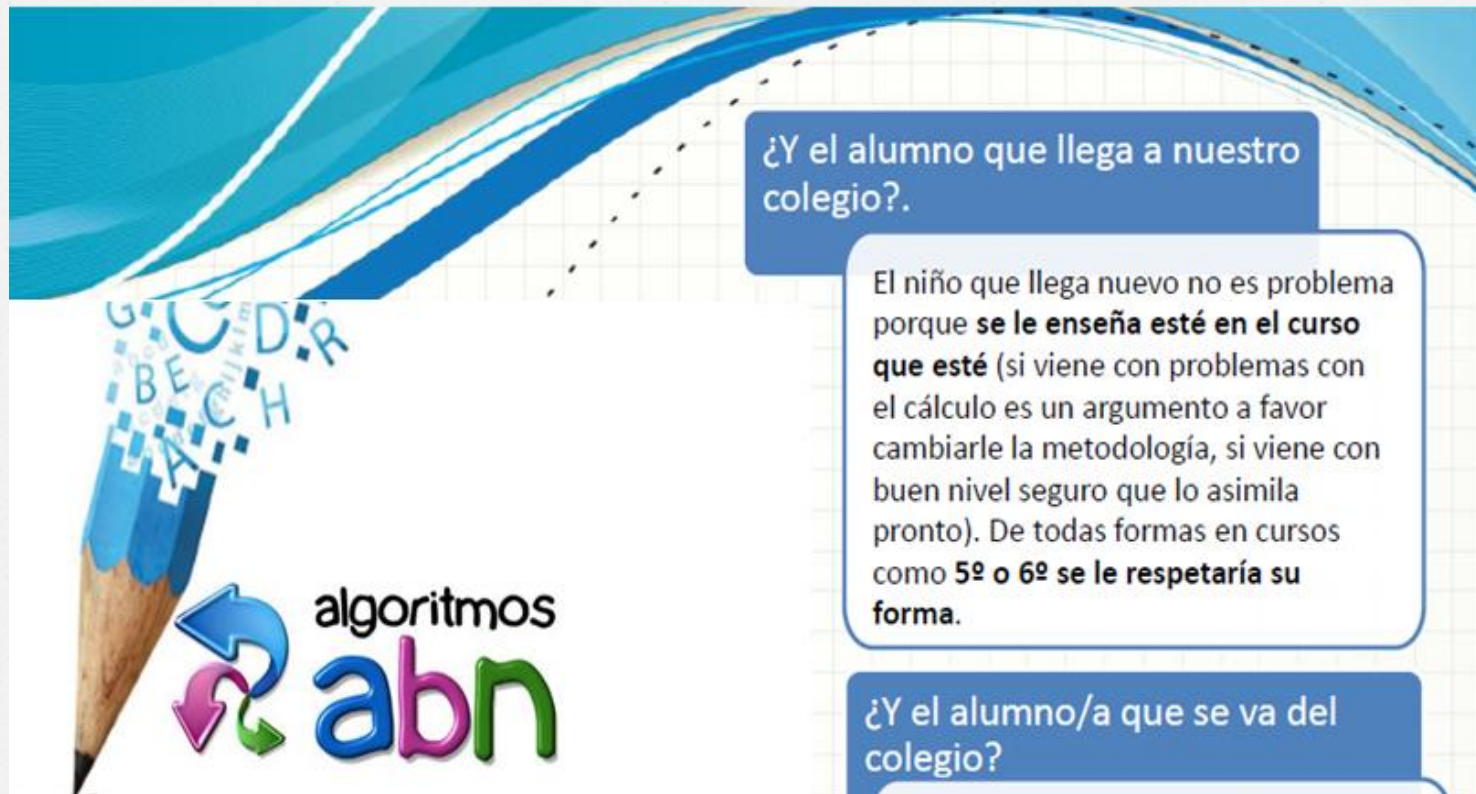 ¿Y el alumno que llega a nuestro
colegio?.
El niño que llega nuevo no es problema
porque se le enseña esté en el curso
que esté (si viene con problemas con
el cálculo es un argumento a favor
cambiarle la metodología, si viene con
buen nivel seguro que lo asimila
pronto). De todas formas en cursos
como 5º o 6º se le respetaría su
forma.
¿Y el alumno/a que se va del
colegio?
G C D R
B E C H
A
algoritmos
abn